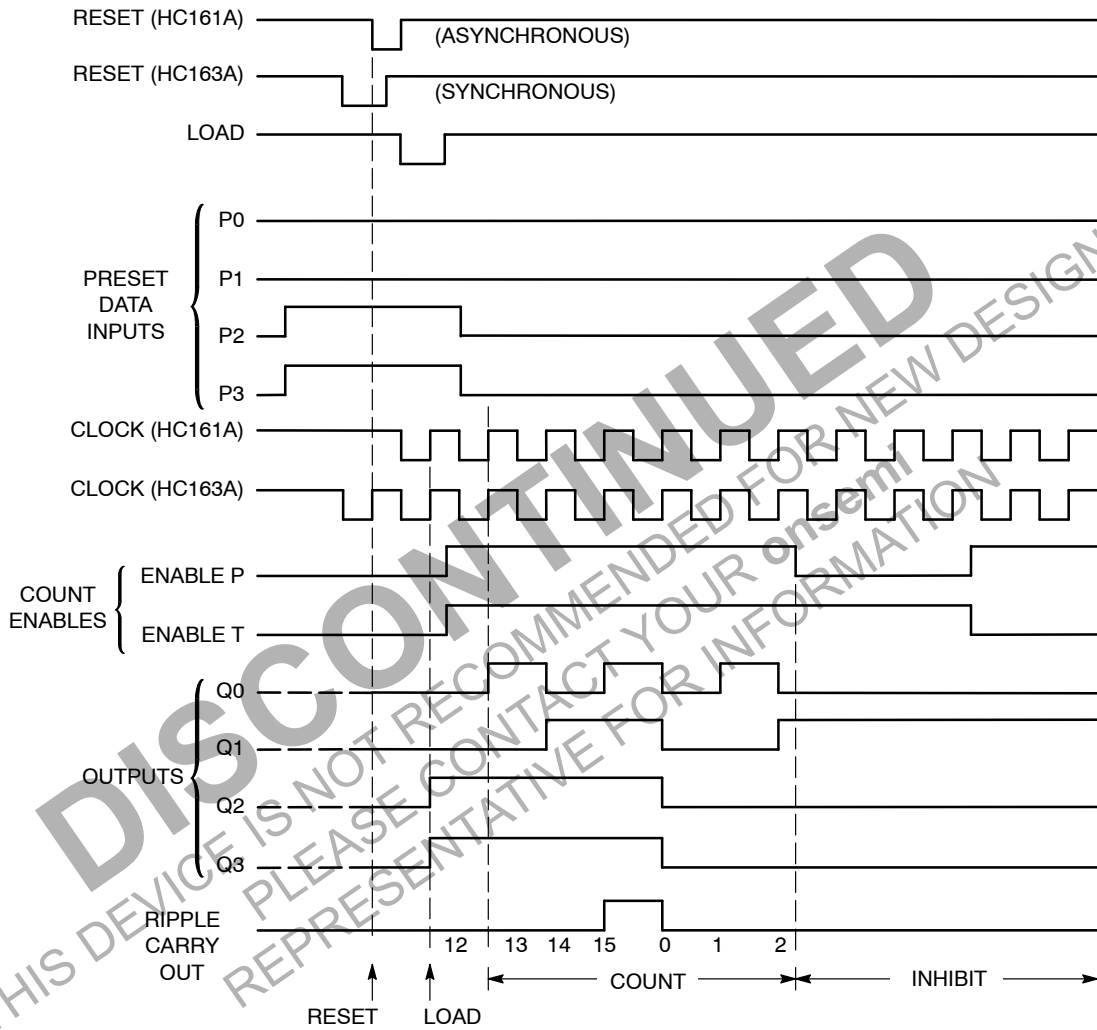 RESET (HC161A)
(ASYNCHRONOUS)
RESET (HC163A)
(SYNCHRONOUS)
LOAD
P0
P1
PRESET
DATA
INPUTS
P2
P3
CLOCK (HC161A)
CLOCK (HC163A)
ENABLE P
COUNT
ENABLES
ENABLE T
Q0
Q1
OUTPUTS
Q2
Q3
RIPPLE
CARRY
OUT
12 13 14 15 0 1 2
COUNT
INHIBIT
RESET LOAD
DISCONTINUED
THIS DEVICE IS NOT RECOMMENDED FOR NEW DESIGN
PLEASE CONTACT YOUR onsemi
REPRESENTATIVE FOR INFORMATION